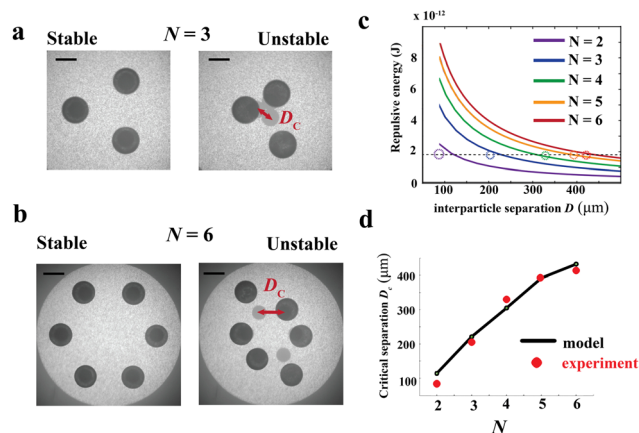 a
Stable
N = 3
Unstable
D_C
b
Stable
N = 6
Unstable
D_C
c
x 10^-12
Repulsive energy (J)
8
6
4
2
0
N = 2
N = 3
N = 4
N = 5
N = 6
100 200 300 400
interparticle separation D (μm)
d
Critical separation D_c (μm)
400
300
200
100
model
experiment
2 3 4 5 6
N